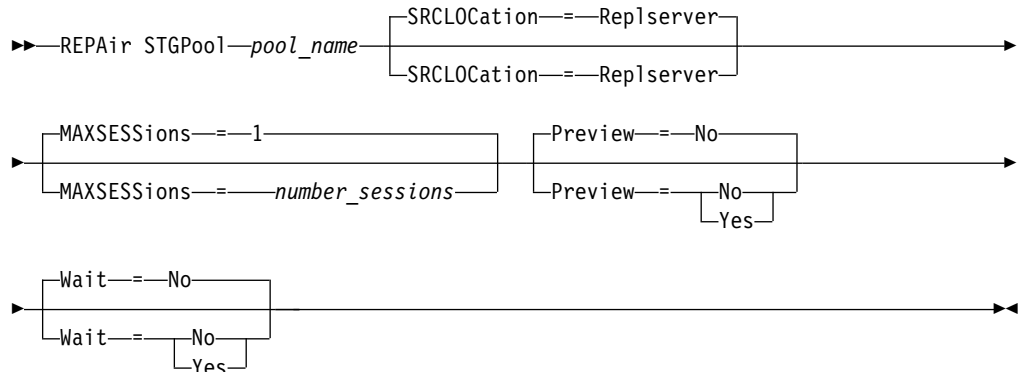 SRCLOCation = Replserver
REPAir STGPool pool_name
SRCLOCation = Replserver
MAXSESSions = 1 Preview = No
MAXSESSions = number_sessions Preview = No
Yes
Wait = No
Wait = No
Yes